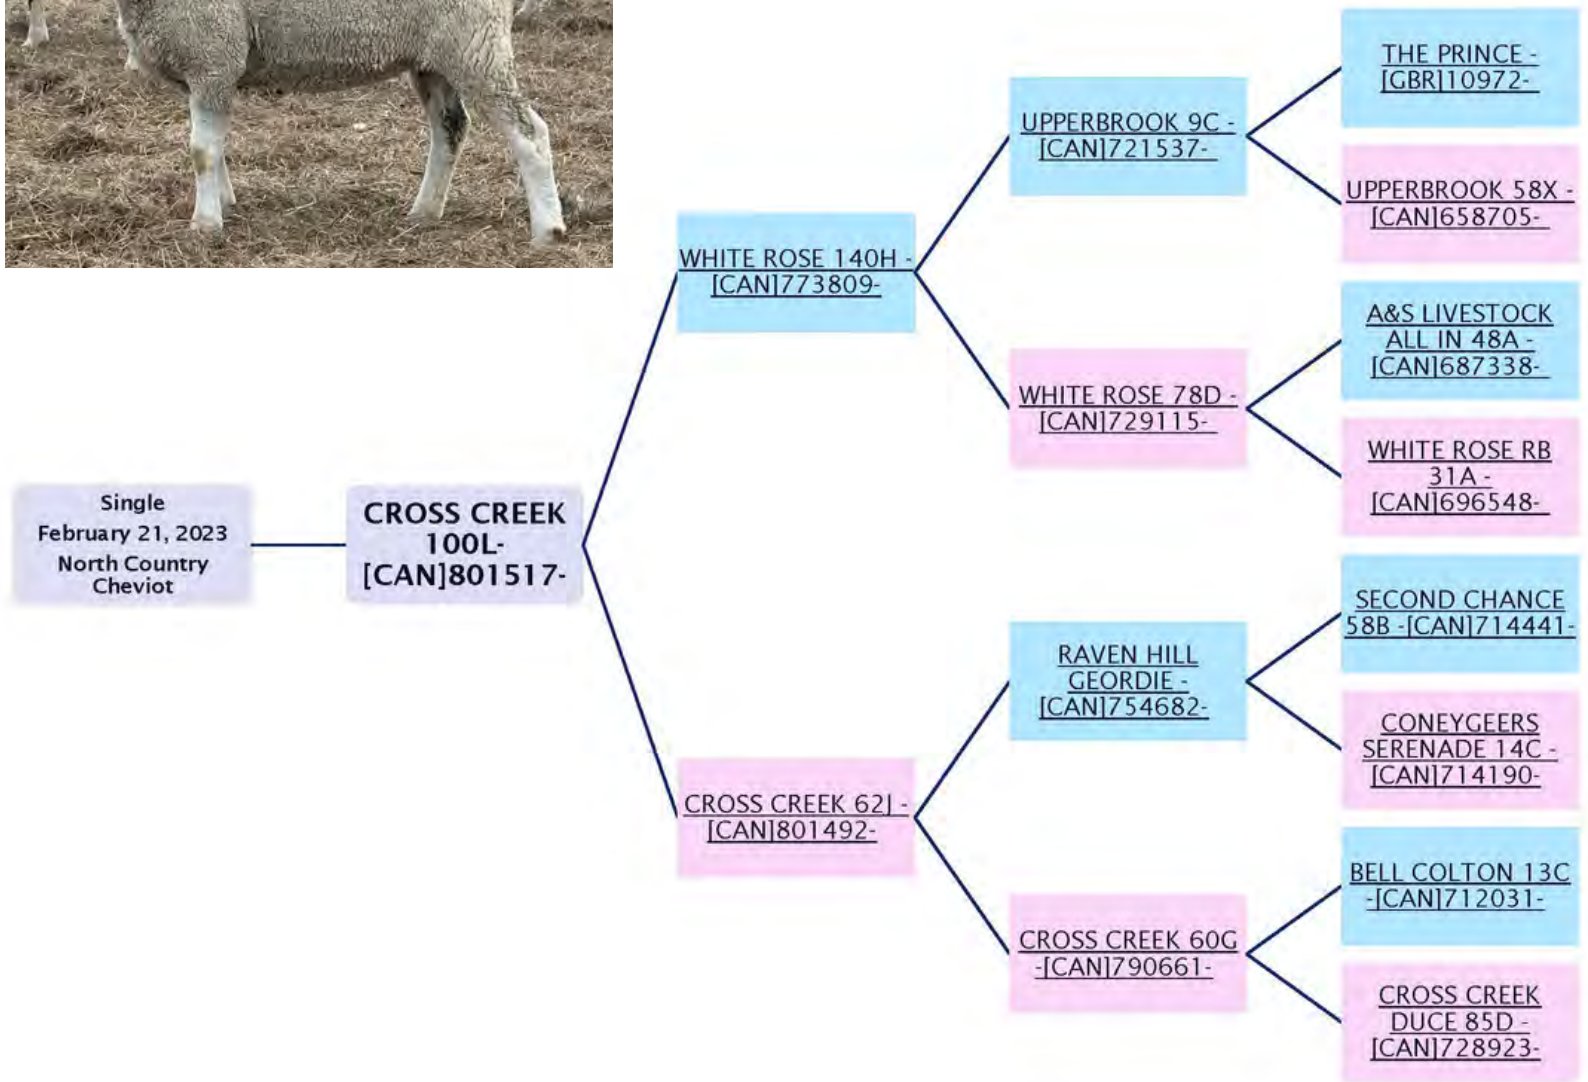 Single
February 21, 2023
North Country
Cheviot
CROSS CREEK
100L-
[CAN]801517-
WHITE ROSE 140H -
[CAN]773809-
CROSS CREEK 62J -
[CAN]801492-
UPPERBROOK 9C -
[CAN]721537-
WHITE ROSE 78D -
[CAN]729115-
RAVEN HILL
GEORDIE -
[CAN]754682-
CROSS CREEK 60G
-[CAN]790661-
THE PRINCE -
[GBR]10972-
UPPERBROOK 58X -
[CAN]658705-
A&S LIVESTOCK
ALL IN 48A -
[CAN]687338-
WHITE ROSE RB
31A -
[CAN]696548-
SECOND CHANCE
58B -[CAN]714441-
CONEYGEERS
SERENADE 14C -
[CAN]714190-
BELL COLTON 13C
-[CAN]712031-
CROSS CREEK
DUCE 85D -
[CAN]728923-